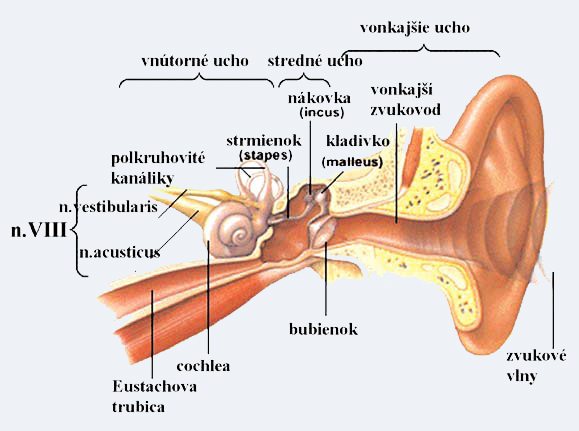 vonkajšie ucho
vnútorné ucho
stredné ucho
nákovka
(incus)
vonkajší
zvukovod
strmienok
(stapes)
kladivko
(malleus)
polkruhovité
kanáliky
n.vestibularis
n.VIII
n.acusticus
bubienok
cochlea
Eustachova
trubica
zvukové
vlny